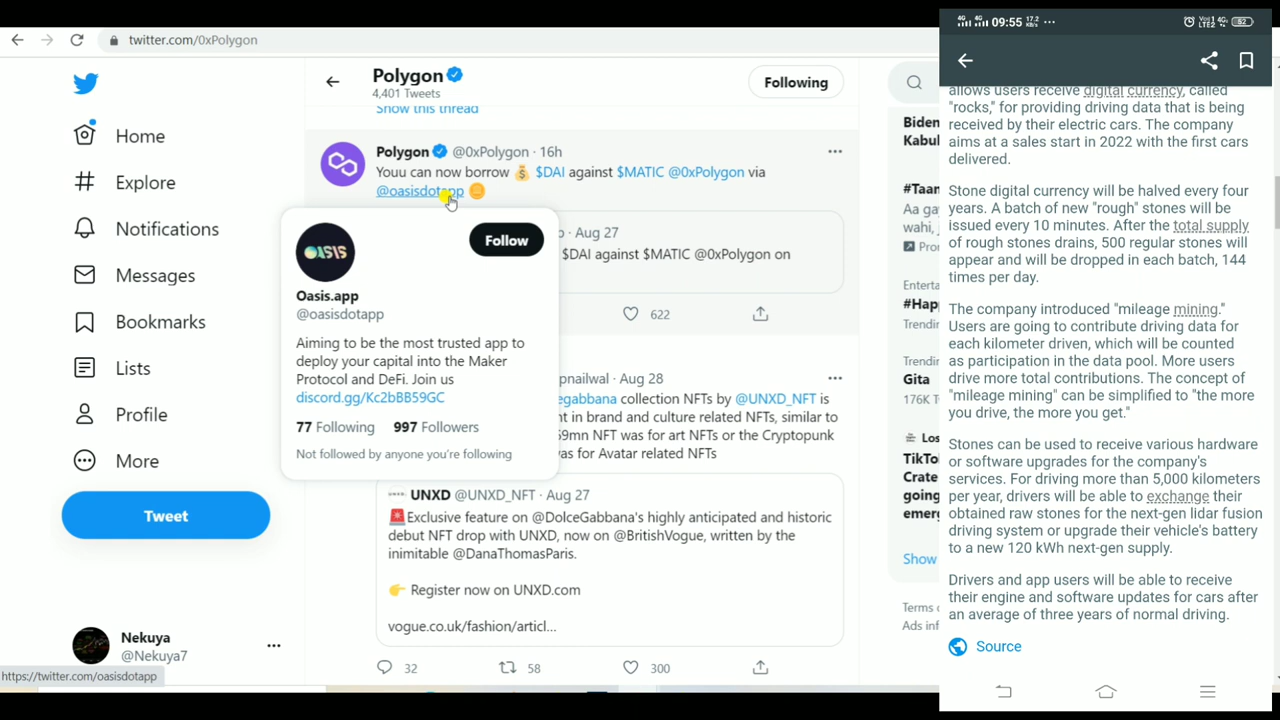 twitter.com/0xPolygon
Polygon
4,401 Tweets
Following
Show this thread
Home
Explore
Notifications
Messages
Bookmarks
Lists
Profile
More
Tweet
Nekuya
@Nekuya7
https://twitter.com/oasisdotapp
Polygon @0xPolygon · 16h
Youu can now borrow 💰 $DAI against $MATIC @0xPolygon via
@oasisdotapp
· Aug 27
$DAI against $MATIC @0xPolygon on
622
OASIS
Follow
Oasis.app
@oasisdotapp
Aiming to be the most trusted app to
deploy your capital into the Maker
Protocol and DeFi. Join us
discord.gg/Kc2bBB59GC
77 Following 997 Followers
Not followed by anyone you're following
pnailwal · Aug 28
egabbana collection NFTs by @UNXD_NFT is
nt in brand and culture related NFTs, similar to
9mn NFT was for art NFTs or the Cryptopunk
as for Avatar related NFTs
UNXD @UNXD_NFT · Aug 27
🚨Exclusive feature on @DolceGabbana's highly anticipated and historic
debut NFT drop with UNXD, now on @BritishVogue, written by the
inimitable @DanaThomasParis.
👉 Register now on UNXD.com
vogue.co.uk/fashion/articl...
32 58 300
Biden
Kabul
#Taan
Aa ga
wahi, j
Pro
Enterta
#Hap
Trendin
Trendin
Gita
176K T
Los
TikTo
Crate
going
emerg
Show
Terms
Ads inf
4G 4G 09:55 17.2 KB/s ...
Vo1 LTE2 4G 62
allows users receive digital currency, called
"rocks," for providing driving data that is being
received by their electric cars. The company
aims at a sales start in 2022 with the first cars
delivered.
Stone digital currency will be halved every four
years. A batch of new "rough" stones will be
issued every 10 minutes. After the total supply
of rough stones drains, 500 regular stones will
appear and will be dropped in each batch, 144
times per day.
The company introduced "mileage mining."
Users are going to contribute driving data for
each kilometer driven, which will be counted
as participation in the data pool. More users
drive more total contributions. The concept of
"mileage mining" can be simplified to "the more
you drive, the more you get."
Stones can be used to receive various hardware
or software upgrades for the company's
services. For driving more than 5,000 kilometers
per year, drivers will be able to exchange their
obtained raw stones for the next-gen lidar fusion
driving system or upgrade their vehicle's battery
to a new 120 kWh next-gen supply.
Drivers and app users will be able to receive
their engine and software updates for cars after
an average of three years of normal driving.
Source